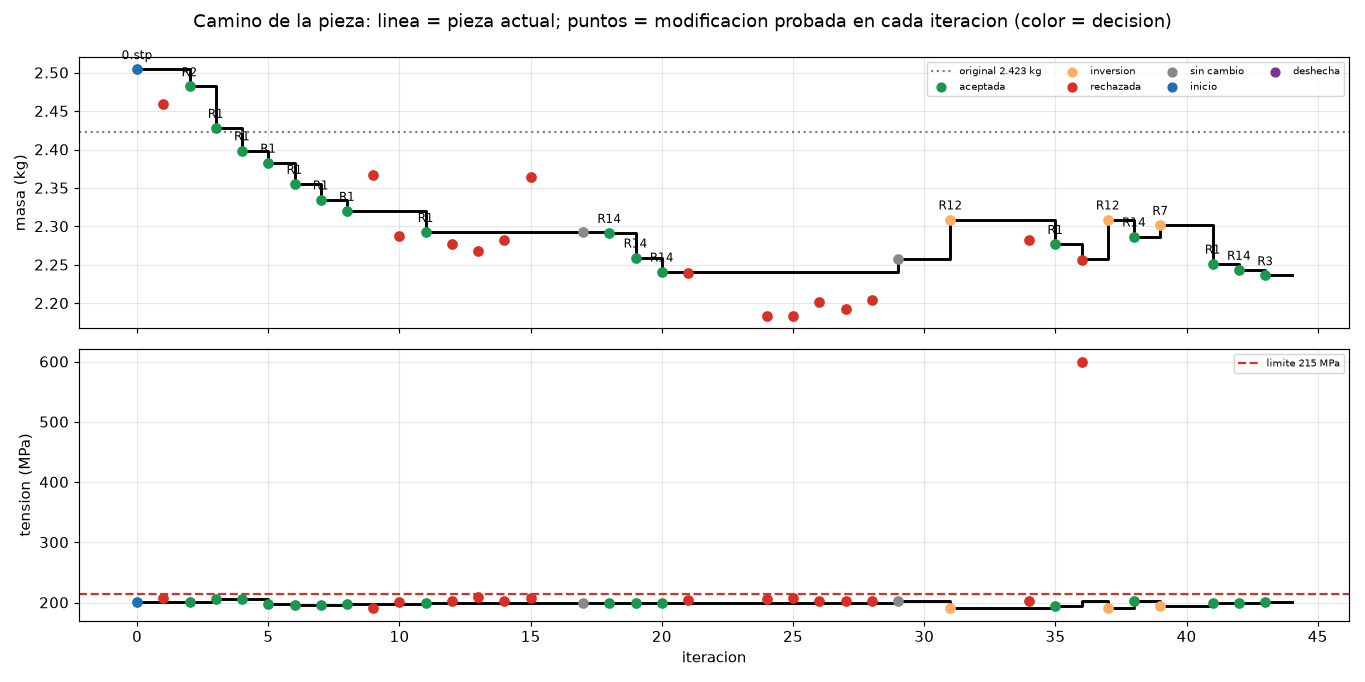 Camino de la pieza: linea = pieza actual; puntos = modificacion probada en cada iteracion (color = decision)
0.stp
R2
R1
R1
R1
R1
R1
R1
R1
R14
R14
R14
R12
R1
R12
R14
R7
R1
R14
R3
original 2.423 kg
aceptada
inversion
rechazada
sin cambio
inicio
deshecha
masa (kg)
2.50
2.45
2.40
2.35
2.30
2.25
2.20
limite 215 MPa
tension (MPa)
600
500
400
300
200
0 5 10 15 20 25 30 35 40 45
iteracion